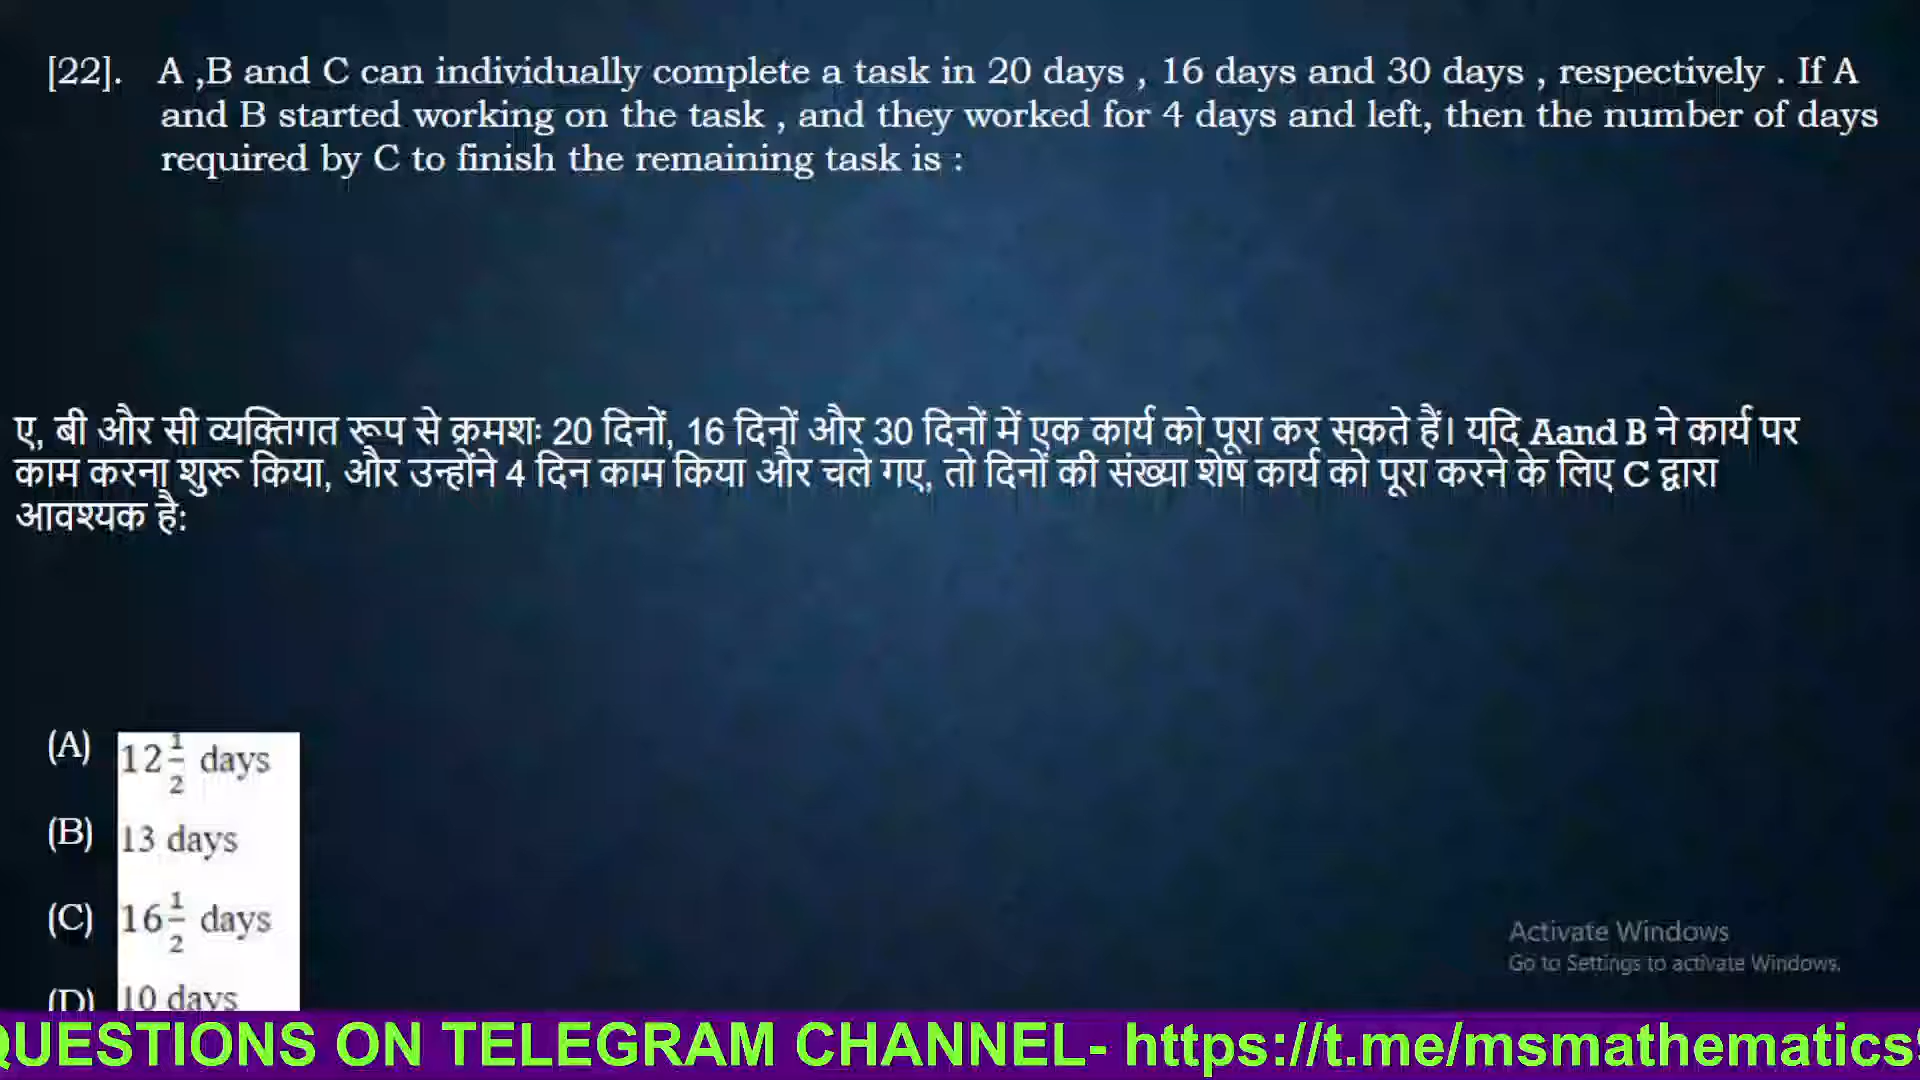 [22]. A ,B and C can individually complete a task in 20 days , 16 days and 30 days , respectively . If A
and B started working on the task , and they worked for 4 days and left, then the number of days
required by C to finish the remaining task is :
ए, बी और सी व्यक्तिगत रूप से क्रमशः 20 दिनों, 16 दिनों और 30 दिनों में एक कार्य को पूरा कर सकते हैं। यदि Aand B ने कार्य पर
काम करना शुरू किया, और उन्होंने 4 दिन काम किया और चले गए, तो दिनों की संख्या शेष कार्य को पूरा करने के लिए C द्वारा
आवश्यक है:
(A) 12 1/2 days
(B) 13 days
(C) 16 1/2 days
(D) 10 days
Activate Windows
Go to Settings to activate Windows.
QUESTIONS ON TELEGRAM CHANNEL- https://t.me/msmathematics9